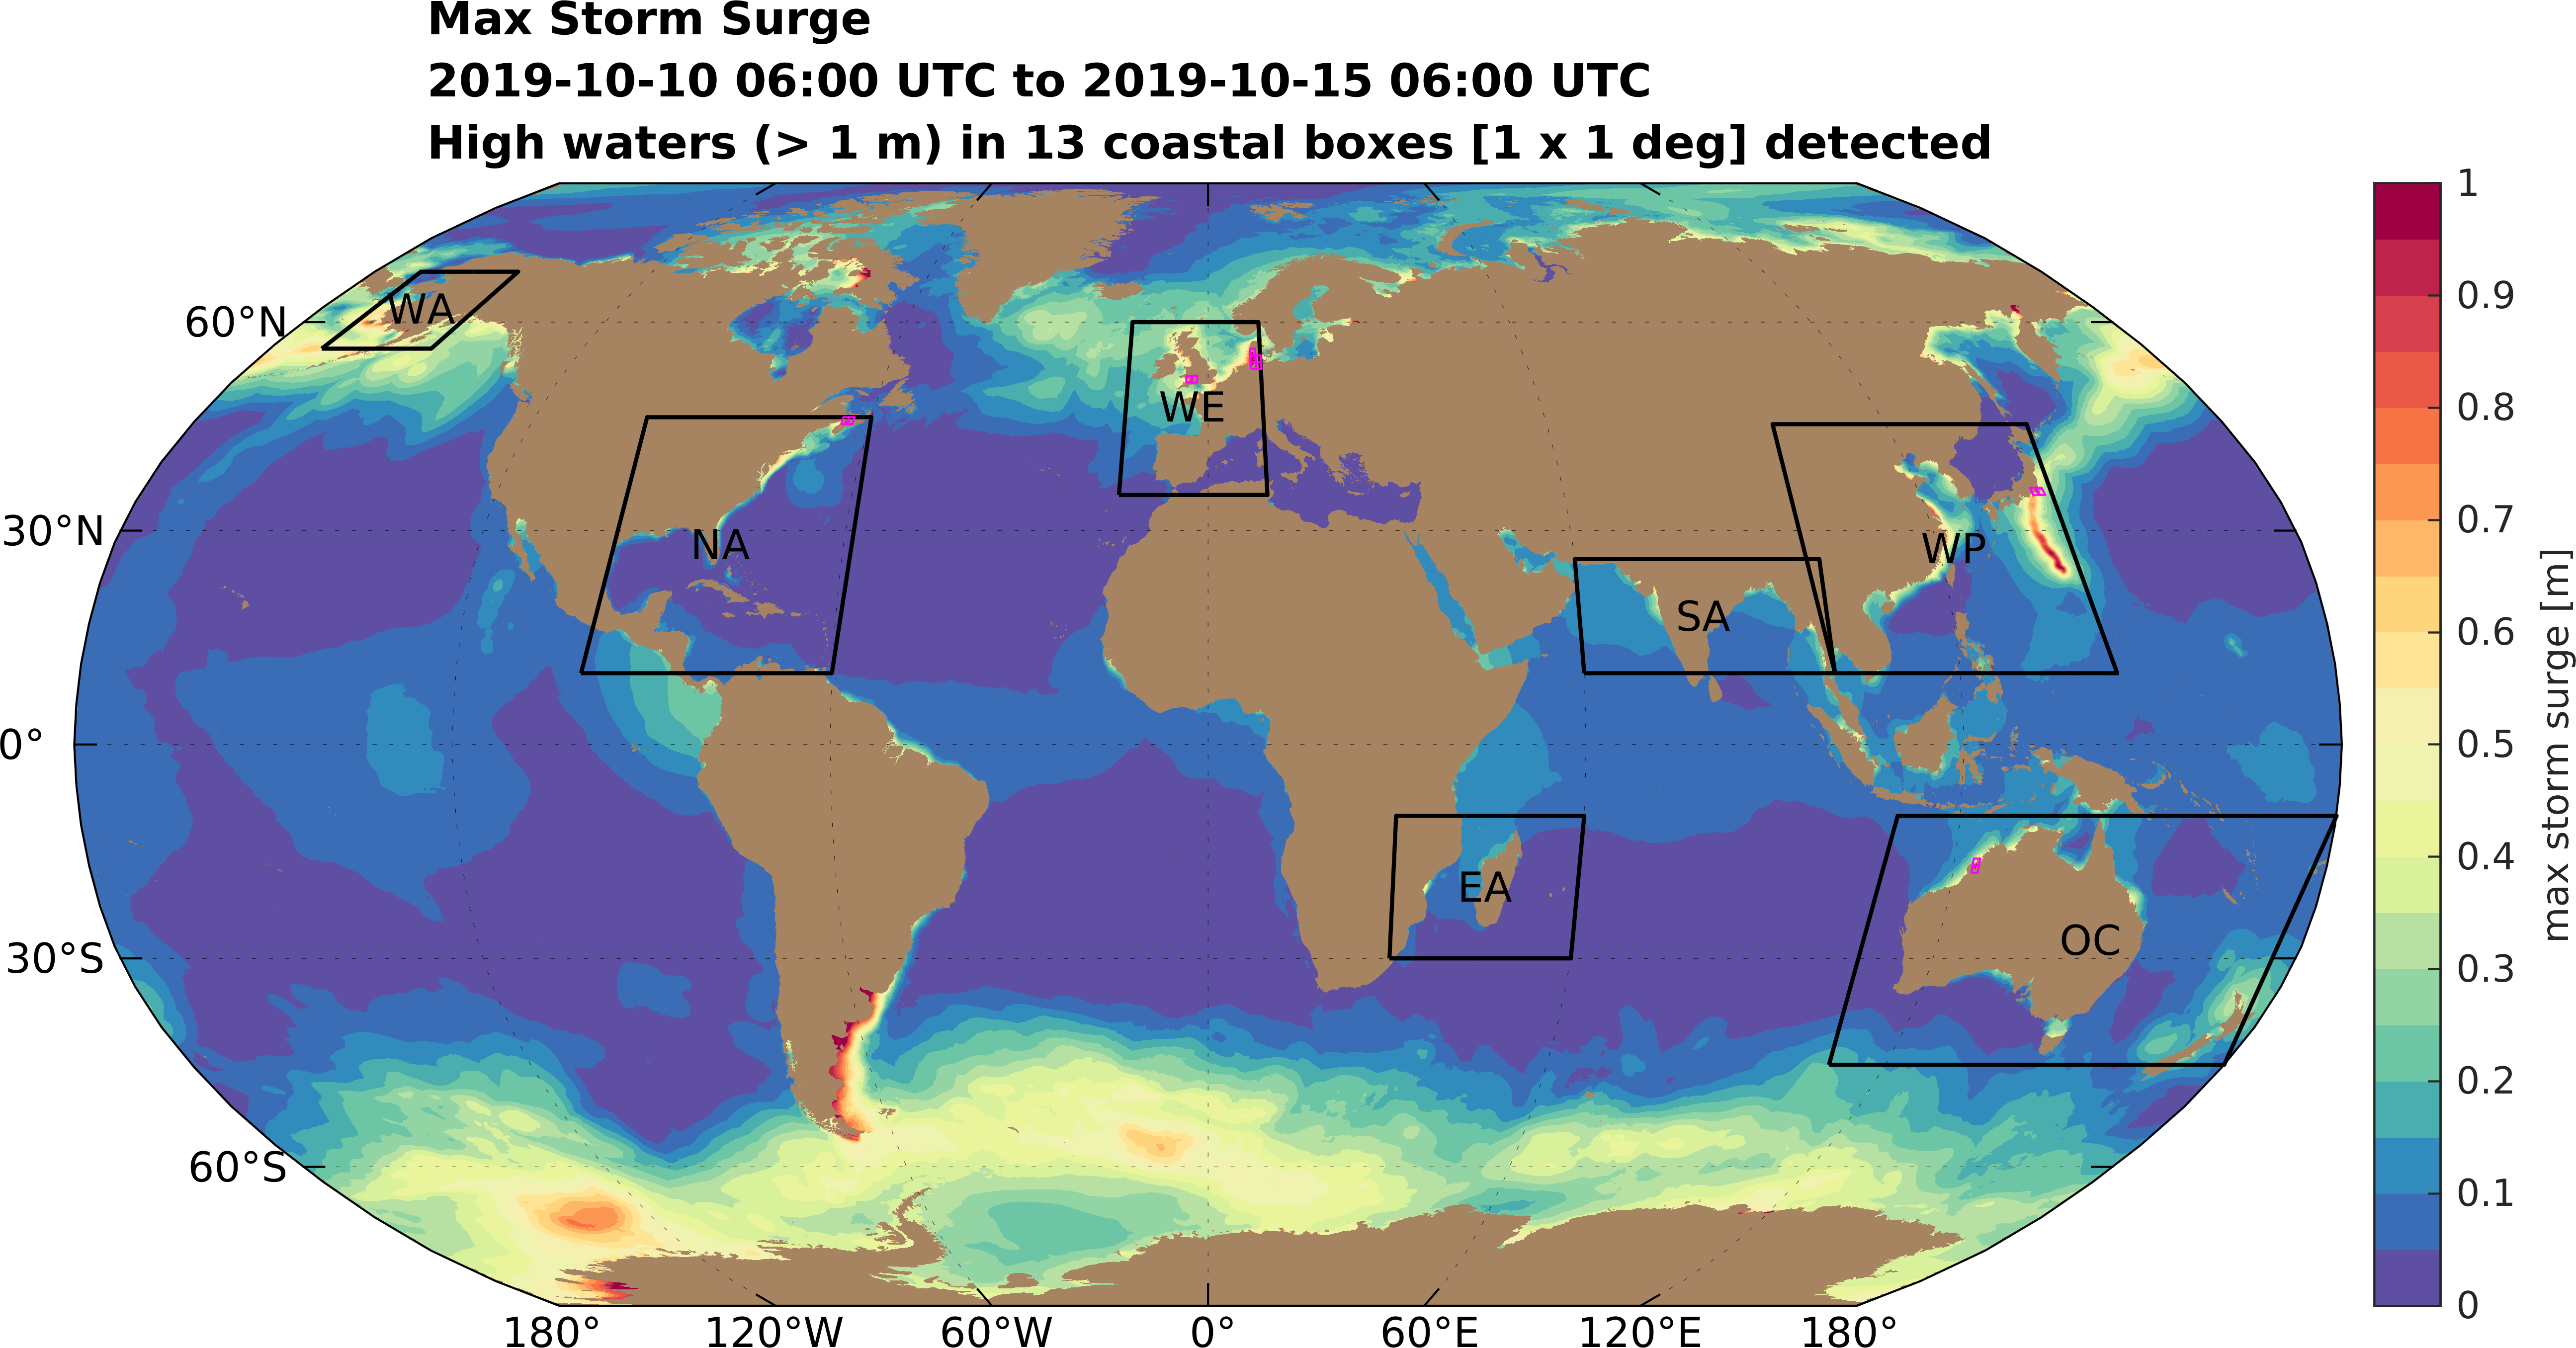 Max Storm Surge
2019-10-10 06:00 UTC to 2019-10-15 06:00 UTC
High waters (> 1 m) in 13 coastal boxes [1 x 1 deg] detected
60°N
30°N
0°
30°S
60°S
180°
120°W
60°W
0°
60°E
120°E
180°
WA
NA
WE
SA
WP
EA
OC
1
0.9
0.8
0.7
0.6
0.5
0.4
0.3
0.2
0.1
0
max storm surge [m]